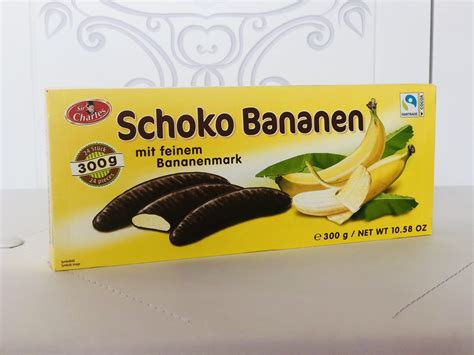 Sir
Charles
Schoko Bananen
mit feinem
Bananenmark
24 Stück
300g
24 pieces
FAIRTRADE
COCOA
e 300 g / NET WT 10.58 OZ